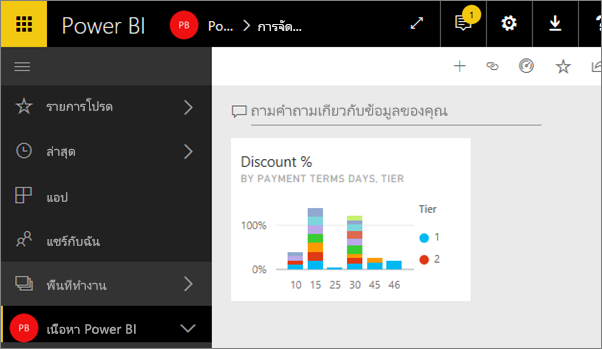 Power BI
PB
Po...
การจัด...
1
รายการโปรด
ล่าสุด
แอป
แชร์กับฉัน
พื้นที่ทำงาน
PB
เนื้อหา Power BI
ถามคำถามเกี่ยวกับข้อมูลของคุณ
Discount %
BY PAYMENT TERMS DAYS, TIER
Tier
100%
1
2
0%
10 15 25 30 45 46